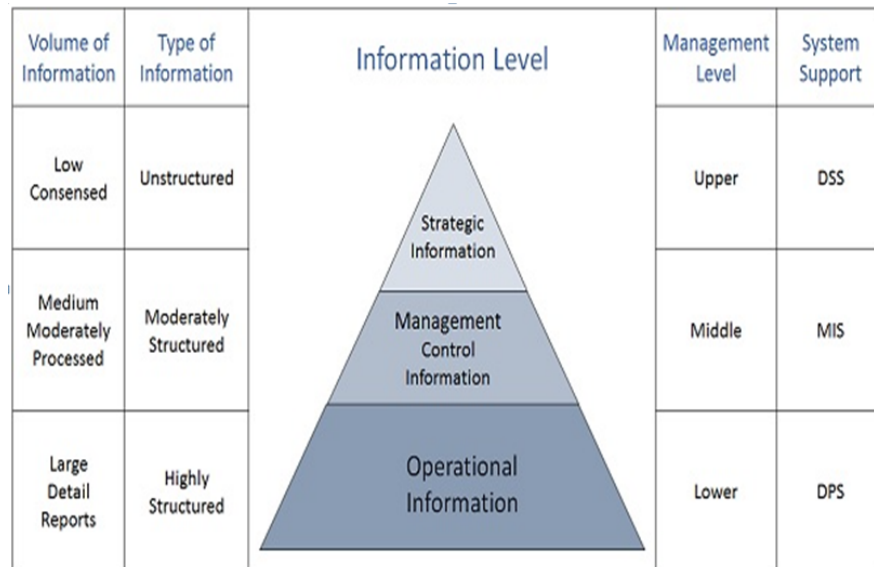 Volume of
Information
Type of
Information
Information Level
Management
Level
System
Support
Low
Consensed
Unstructured
Strategic
Information
Upper
DSS
Medium
Moderately
Processed
Moderately
Structured
Management
Control
Information
Middle
MIS
Large
Detail
Reports
Highly
Structured
Operational
Information
Lower
DPS